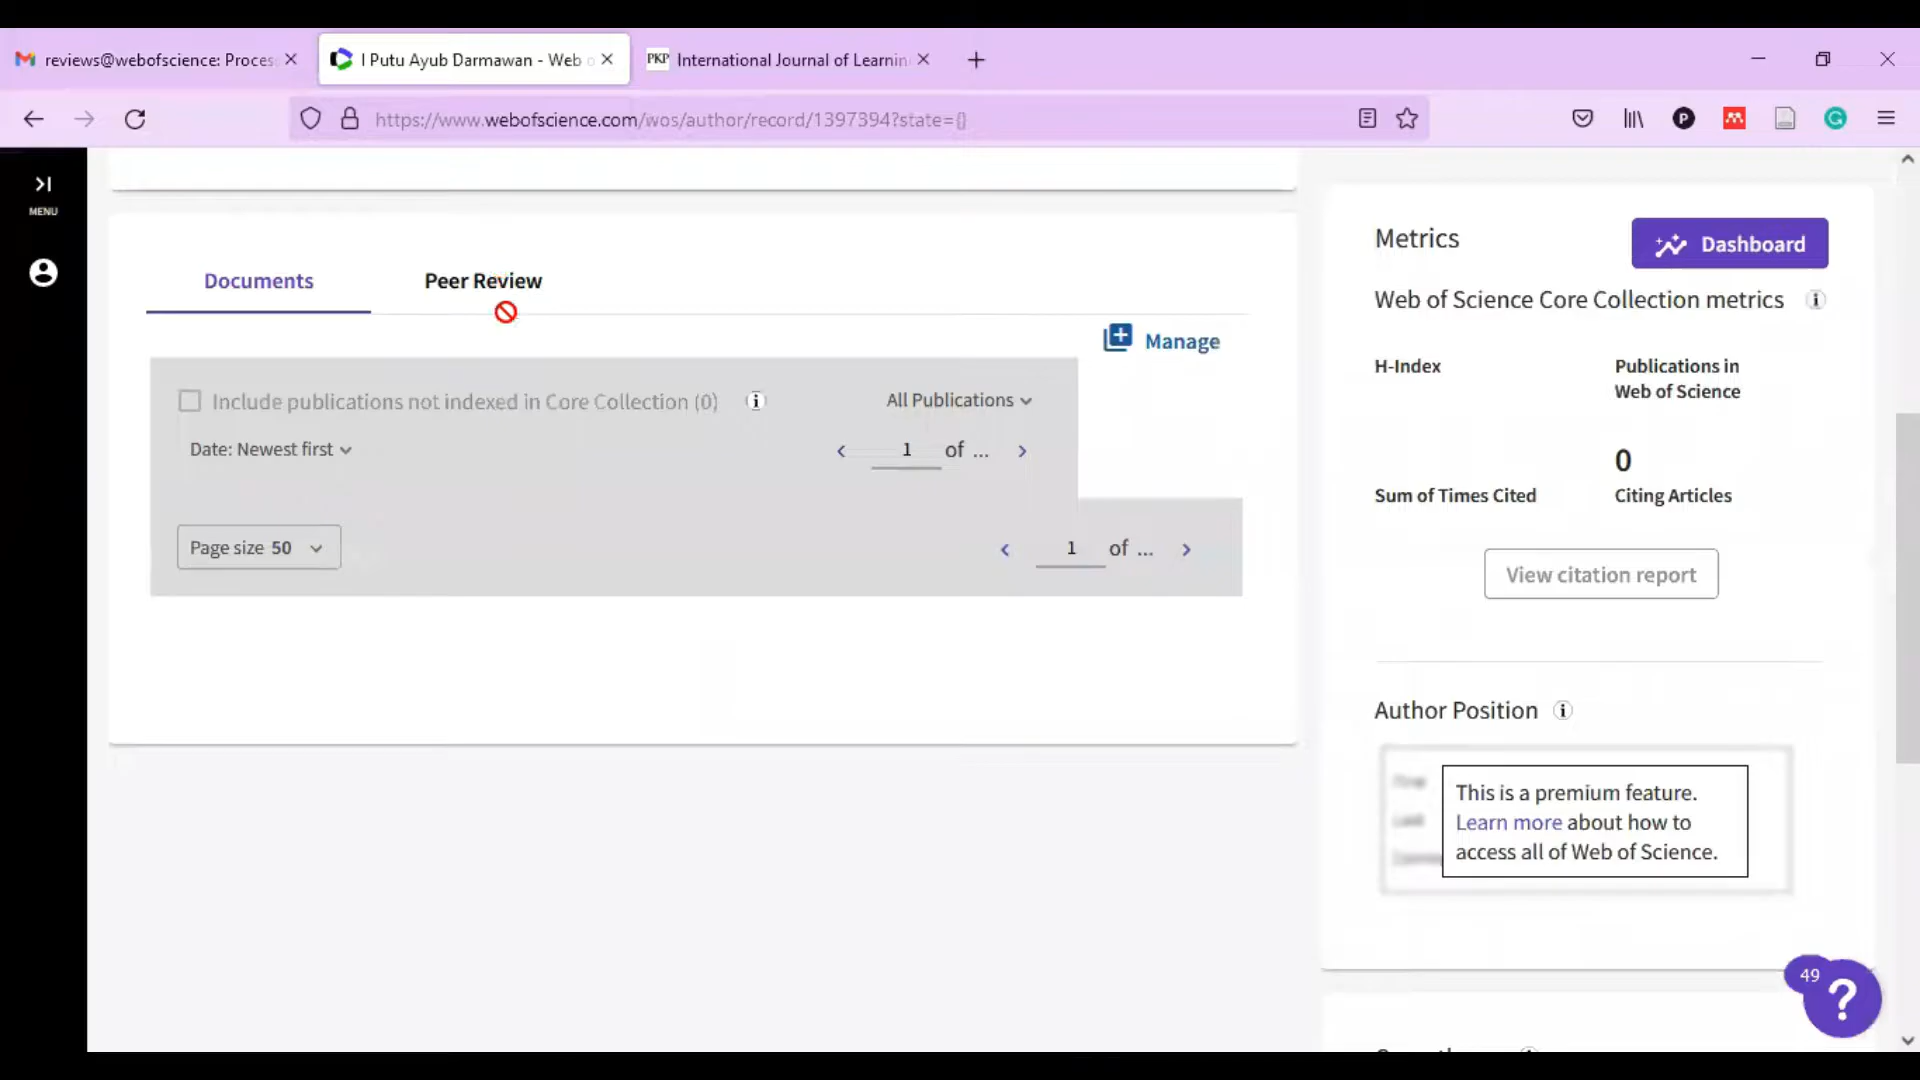 reviews@webofscience: Proces
I Putu Ayub Darmawan - Web o
PKP International Journal of Learnin
https://www.webofscience.com/wos/author/record/1397394?state={}
MENU
Documents
Peer Review
Manage
Include publications not indexed in Core Collection (0)
All Publications
Date: Newest first
1 of ...
Page size 50
1 of ...
Metrics
Dashboard
Web of Science Core Collection metrics
H-Index
Publications in
Web of Science
0
Sum of Times Cited
Citing Articles
View citation report
Author Position
This is a premium feature.
Learn more about how to
access all of Web of Science.
49